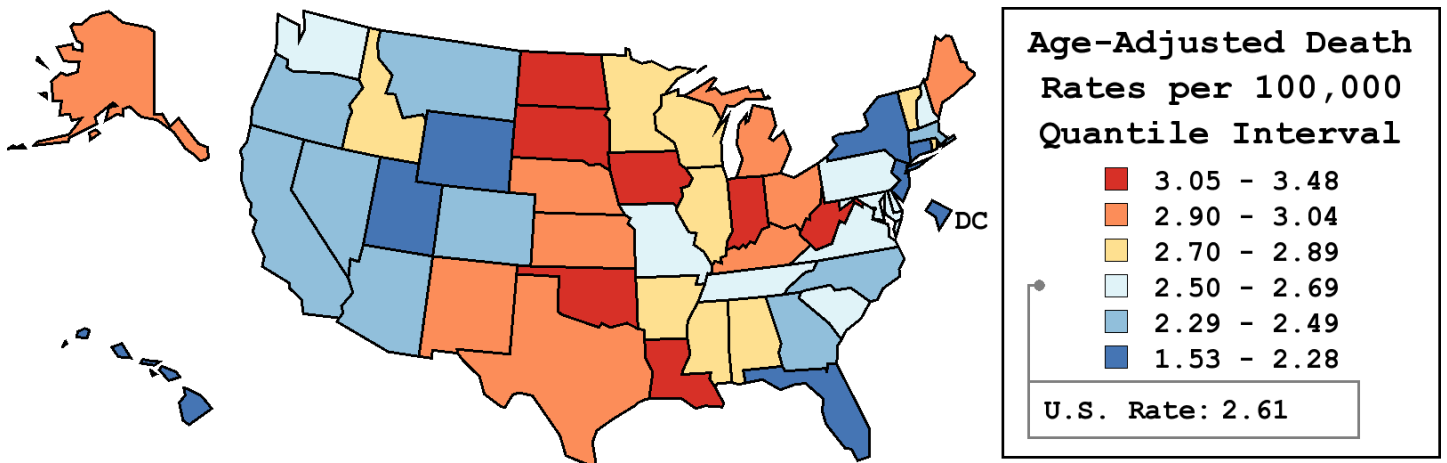 DC
Age-Adjusted Death
Rates per 100,000
Quantile Interval
3.05 - 3.48
2.90 - 3.04
2.70 - 2.89
2.50 - 2.69
2.29 - 2.49
1.53 - 2.28
U.S. Rate: 2.61